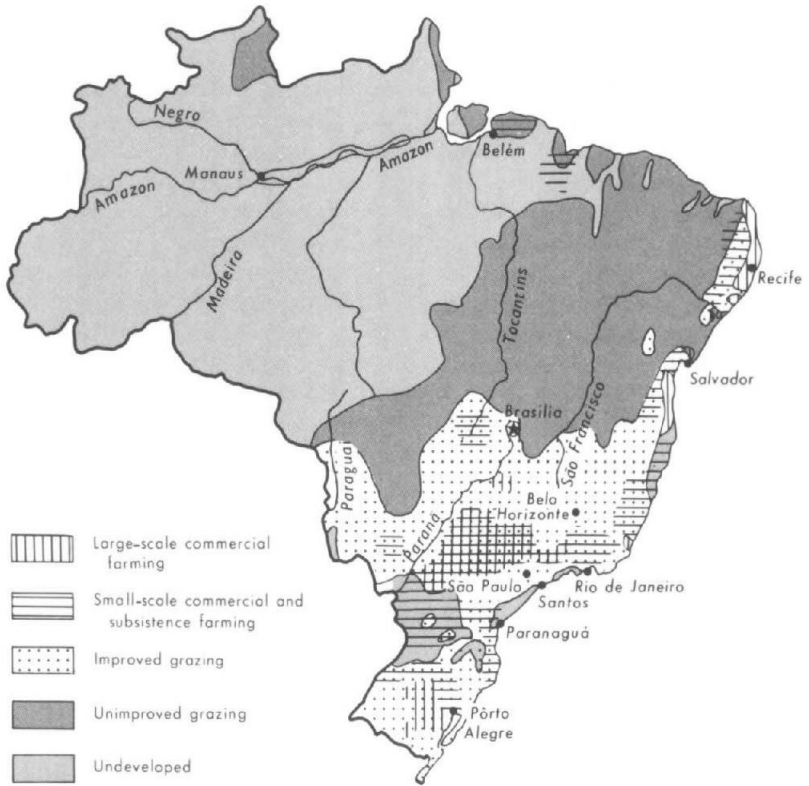 Negro
Manaus
Amazon
Amazon
Belém
Madeira
Tocantins
Recife
Salvador
Brasília
São Francisco
Paraguai
Belo
Horizonte
Paraná
São Paulo
Rio de Janeiro
Santos
Paranaguá
Pôrto
Alegre
Large-scale commercial
farming
Small-scale commercial and
subsistence farming
Improved grazing
Unimproved grazing
Undeveloped